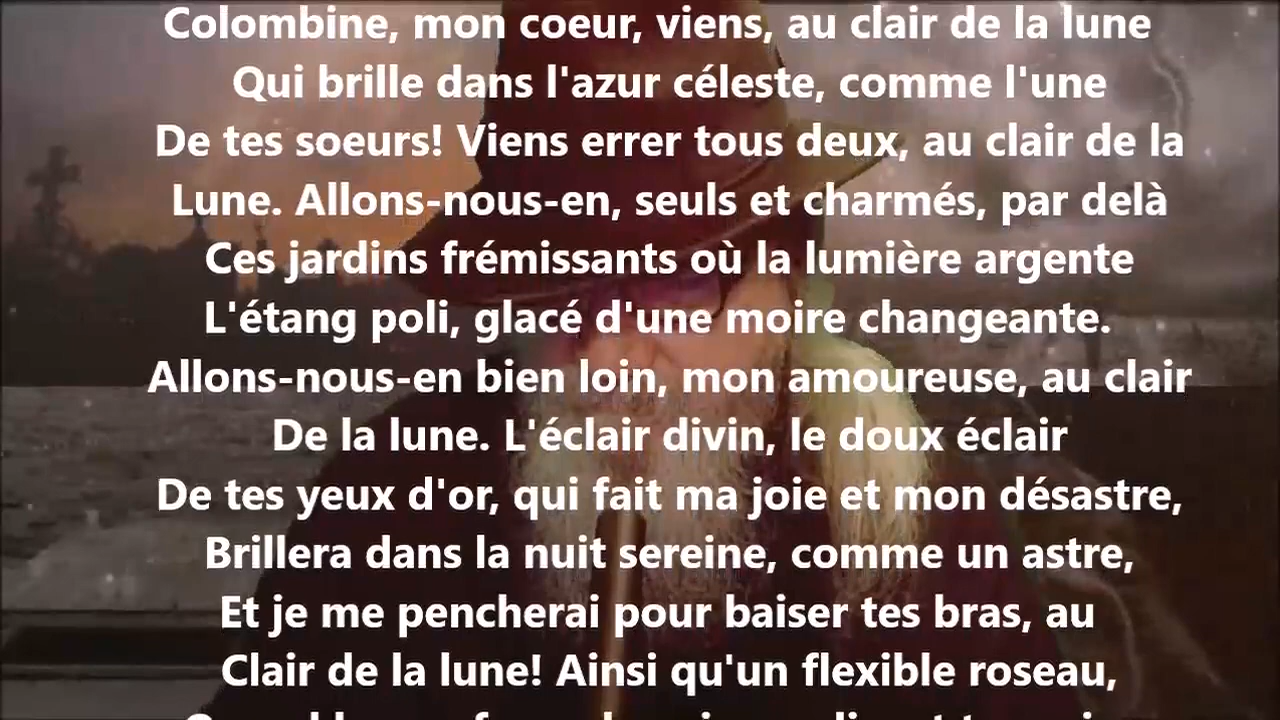 Colombine, mon coeur, viens, au clair de la lune
Qui brille dans l'azur céleste, comme l'une
De tes soeurs! Viens errer tous deux, au clair de la
Lune. Allons-nous-en, seuls et charmés, par delà
Ces jardins frémissants où la lumière argente
L'étang poli, glacé d'une moire changeante.
Allons-nous-en bien loin, mon amoureuse, au clair
De la lune. L'éclair divin, le doux éclair
De tes yeux d'or, qui fait ma joie et mon désastre,
Brillera dans la nuit sereine, comme un astre,
Et je me pencherai pour baiser tes bras, au
Clair de la lune! Ainsi qu'un flexible roseau,